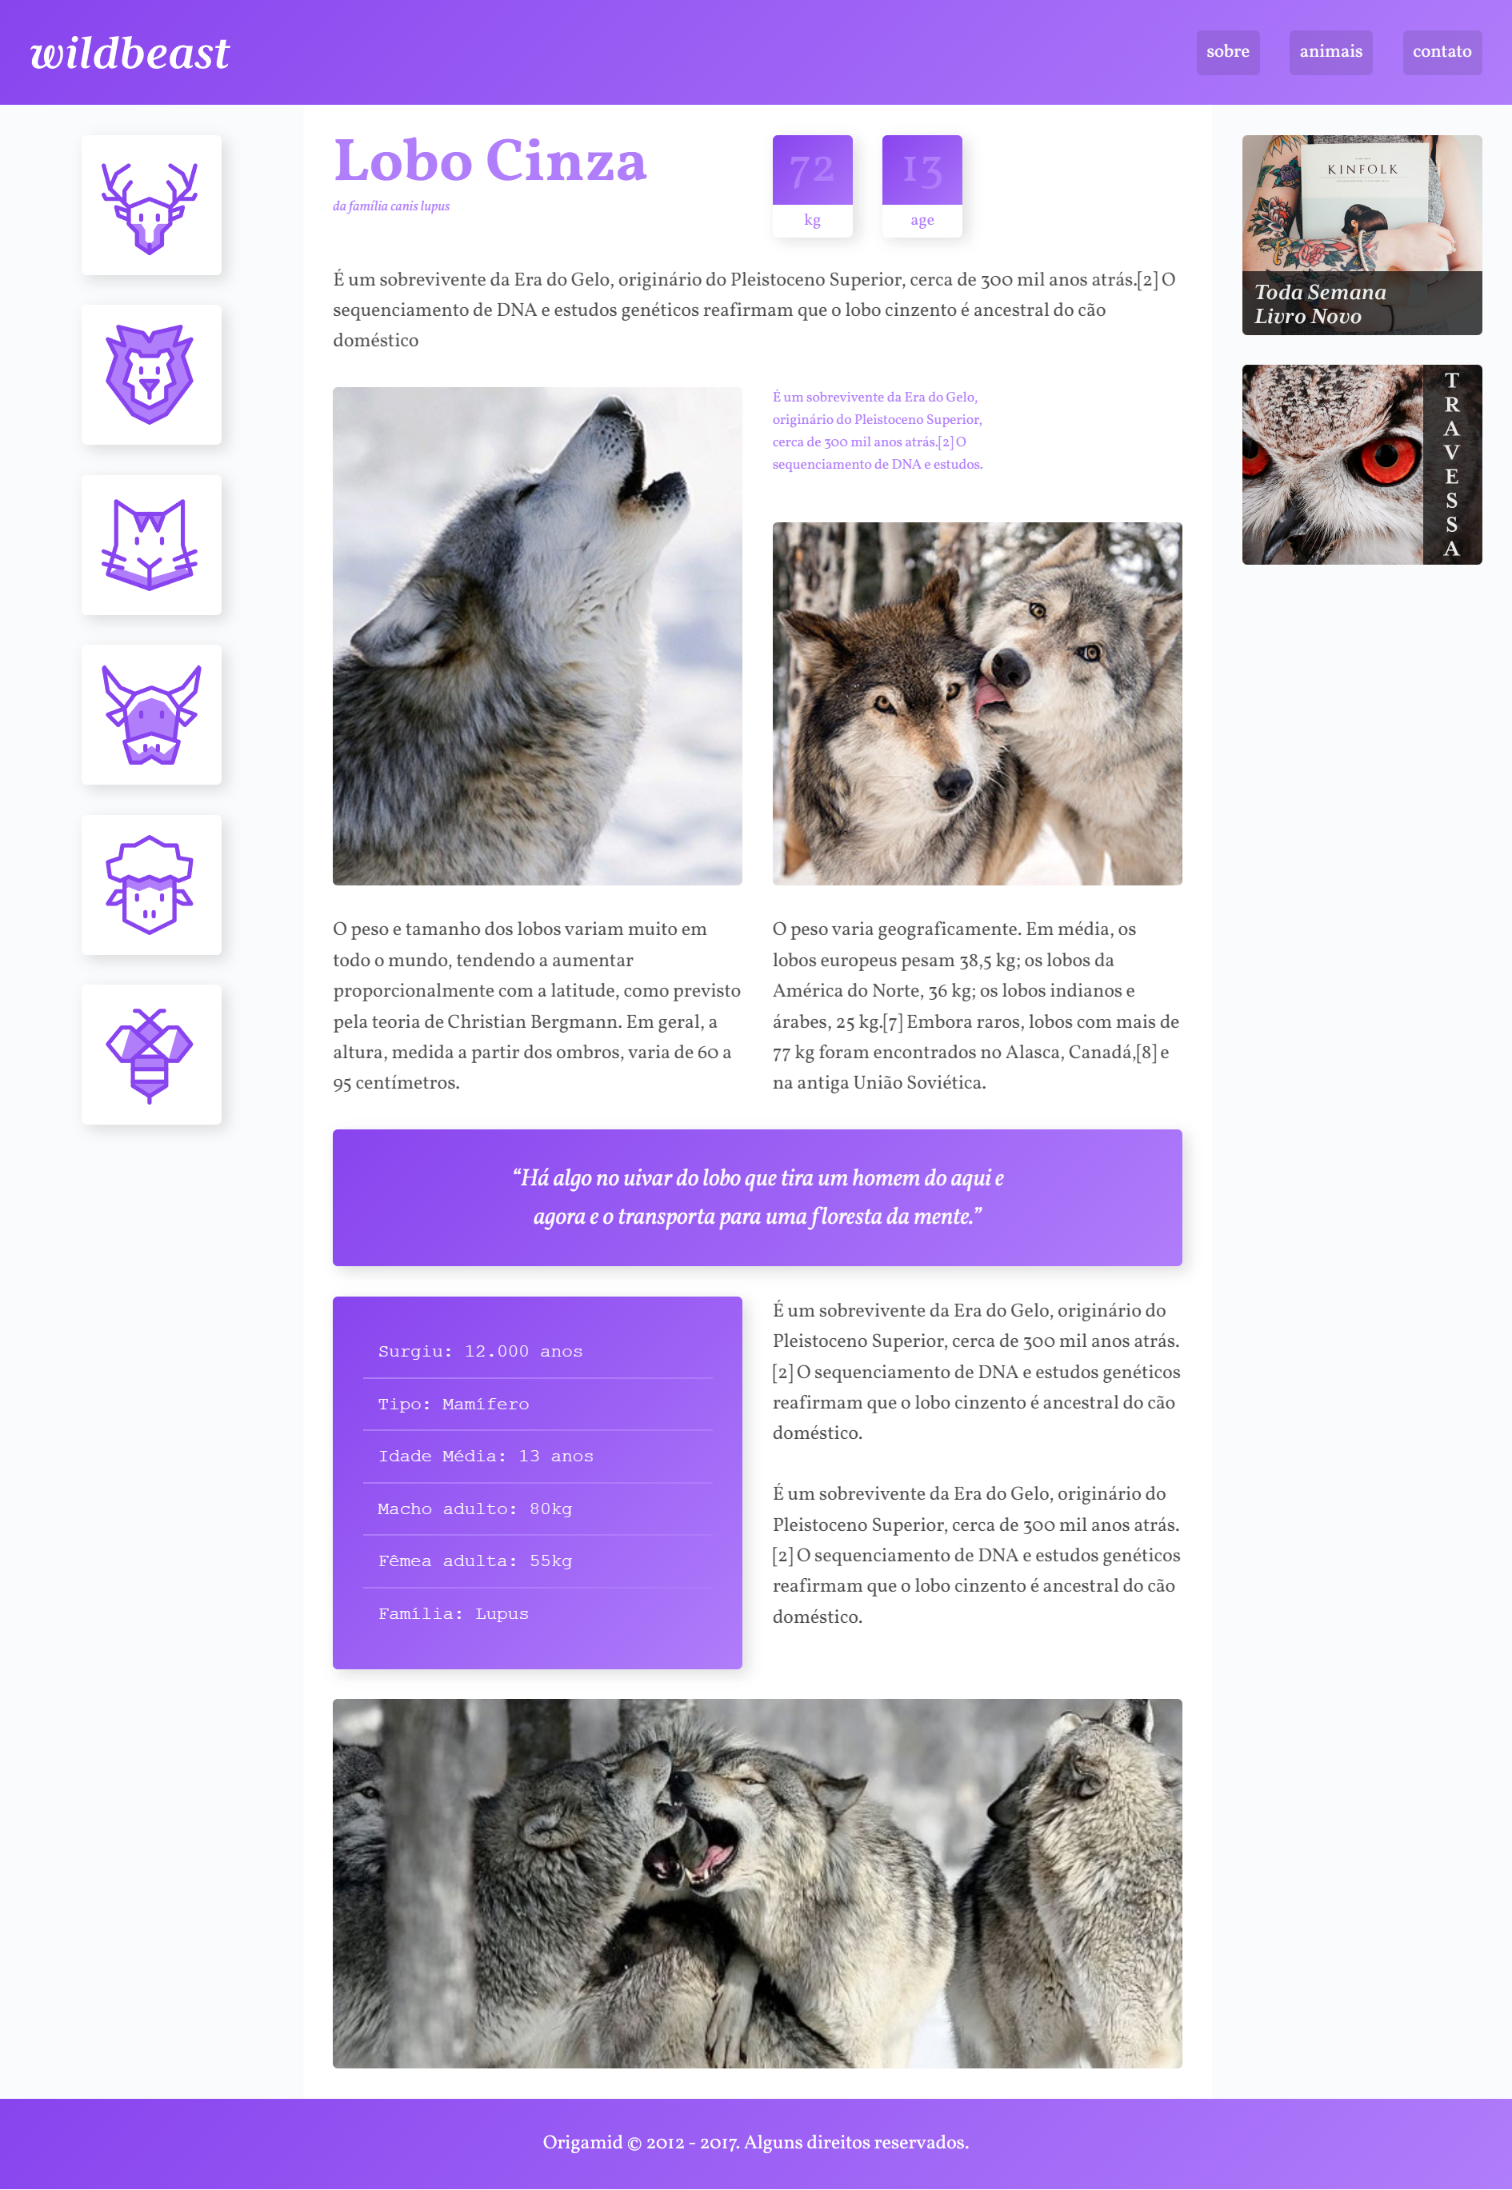 wildbeast
sobre
animais
contato
Lobo Cinza
da família canis lupus
72
kg
13
age
É um sobrevivente da Era do Gelo, originário do Pleistoceno Superior, cerca de 300 mil anos atrás.[2] O
sequenciamento de DNA e estudos genéticos reafirmam que o lobo cinzento é ancestral do cão
doméstico
É um sobrevivente da Era do Gelo,
originário do Pleistoceno Superior,
cerca de 300 mil anos atrás.[2] O
sequenciamento de DNA e estudos.
O peso e tamanho dos lobos variam muito em
todo o mundo, tendendo a aumentar
proporcionalmente com a latitude, como previsto
pela teoria de Christian Bergmann. Em geral, a
altura, medida a partir dos ombros, varia de 60 a
95 centímetros.
O peso varia geograficamente. Em média, os
lobos europeus pesam 38,5 kg; os lobos da
América do Norte, 36 kg; os lobos indianos e
árabes, 25 kg.[7] Embora raros, lobos com mais de
77 kg foram encontrados no Alasca, Canadá,[8] e
na antiga União Soviética.
“Há algo no uivar do lobo que tira um homem do aqui e
agora e o transporta para uma floresta da mente.”
Surgiu: 12.000 anos
Tipo: Mamífero
Idade Média: 13 anos
Macho adulto: 80kg
Fêmea adulta: 55kg
Família: Lupus
É um sobrevivente da Era do Gelo, originário do
Pleistoceno Superior, cerca de 300 mil anos atrás.
[2] O sequenciamento de DNA e estudos genéticos
reafirmam que o lobo cinzento é ancestral do cão
doméstico.
É um sobrevivente da Era do Gelo, originário do
Pleistoceno Superior, cerca de 300 mil anos atrás.
[2] O sequenciamento de DNA e estudos genéticos
reafirmam que o lobo cinzento é ancestral do cão
doméstico.
KINFOLK
Toda Semana
Livro Novo
TRAVESSA
Origamid © 2012 - 2017. Alguns direitos reservados.